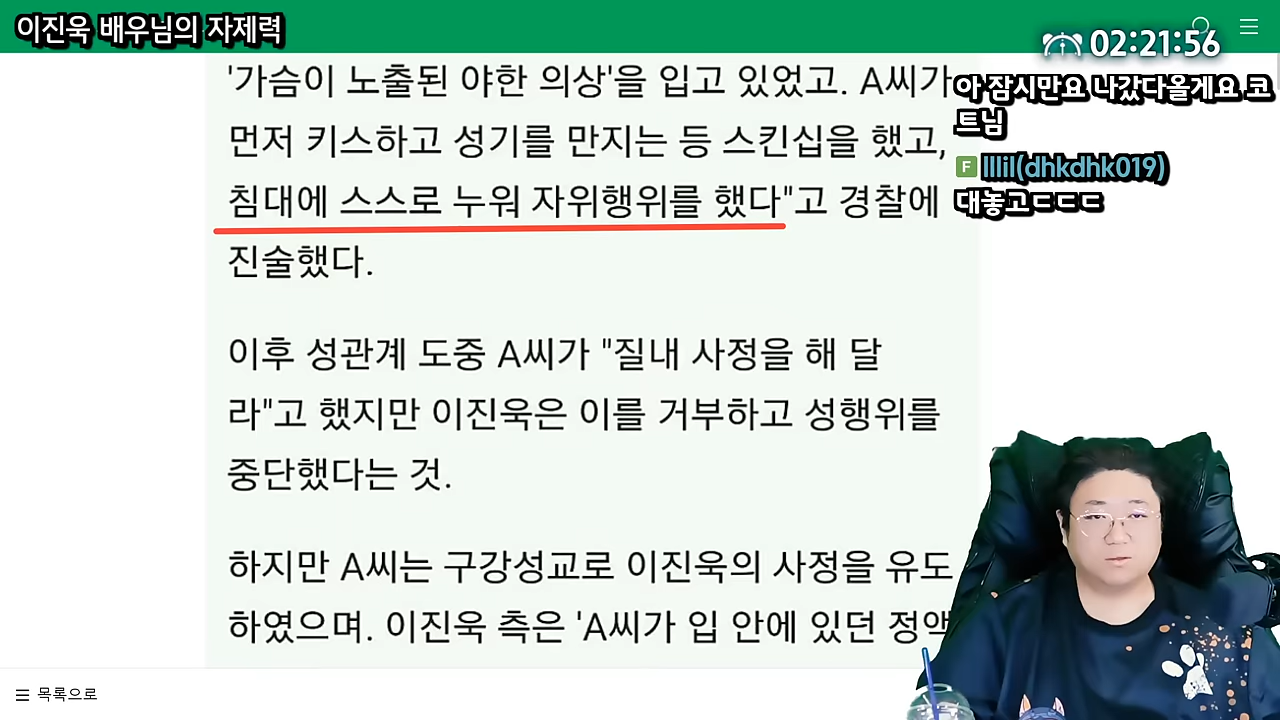 이진욱 배우님의 자제력
02:21:56
'가슴이 노출된 야한 의상'을 입고 있었고. A씨가
먼저 키스하고 성기를 만지는 등 스킨십을 했고,
침대에 스스로 누워 자위행위를 했다"고 경찰에
진술했다.
이후 성관계 도중 A씨가 "질내 사정을 해 달
라"고 했지만 이진욱은 이를 거부하고 성행위를
중단했다는 것.
하지만 A씨는 구강성교로 이진욱의 사정을 유도
하였으며. 이진욱 측은 'A씨가 입 안에 있던 정액
아 잠시만요 나갔다올게요 코
트님
F lllil(dhkdhk019)
대놓고ㄷㄷㄷ
목록으로